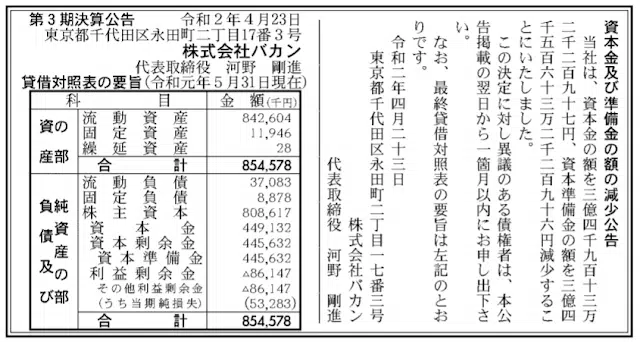 第3期決算公告 令和2年4月23日
東京都千代田区永田町二丁目17番3号
株式会社バカン
代表取締役 河野 剛進
貸借対照表の要旨(令和元年5月31日現在)
科 目 金額(千円)
資産の部
流動資産 842,604
固定資産 11,946
繰延資産 28
合計 854,578
負債及び純資産の部
流動負債 37,083
固定負債 8,878
株主資本 808,617
資本金 449,132
資本剰余金 445,632
資本準備金 445,632
利益剰余金 △86,147
その他利益剰余金 △86,147
(うち当期純損失) (53,283)
合計 854,578
資本金及び準備金の額の減少公告
当社は、資本金の額を三億四千九百十三万
二千二百九十七円、資本準備金の額を三億四
千五百六十三万二千二百九十六円減少するこ
とにいたしました。
この決定に対し異議のある債権者は、本公
告掲載の翌日から一箇月以内にお申し出下さ
い。
なお、最終貸借対照表の要旨は左記のとお
りです。
令和二年四月二十三日
東京都千代田区永田町二丁目一七番三号
株式会社バカン
代表取締役 河野 剛進